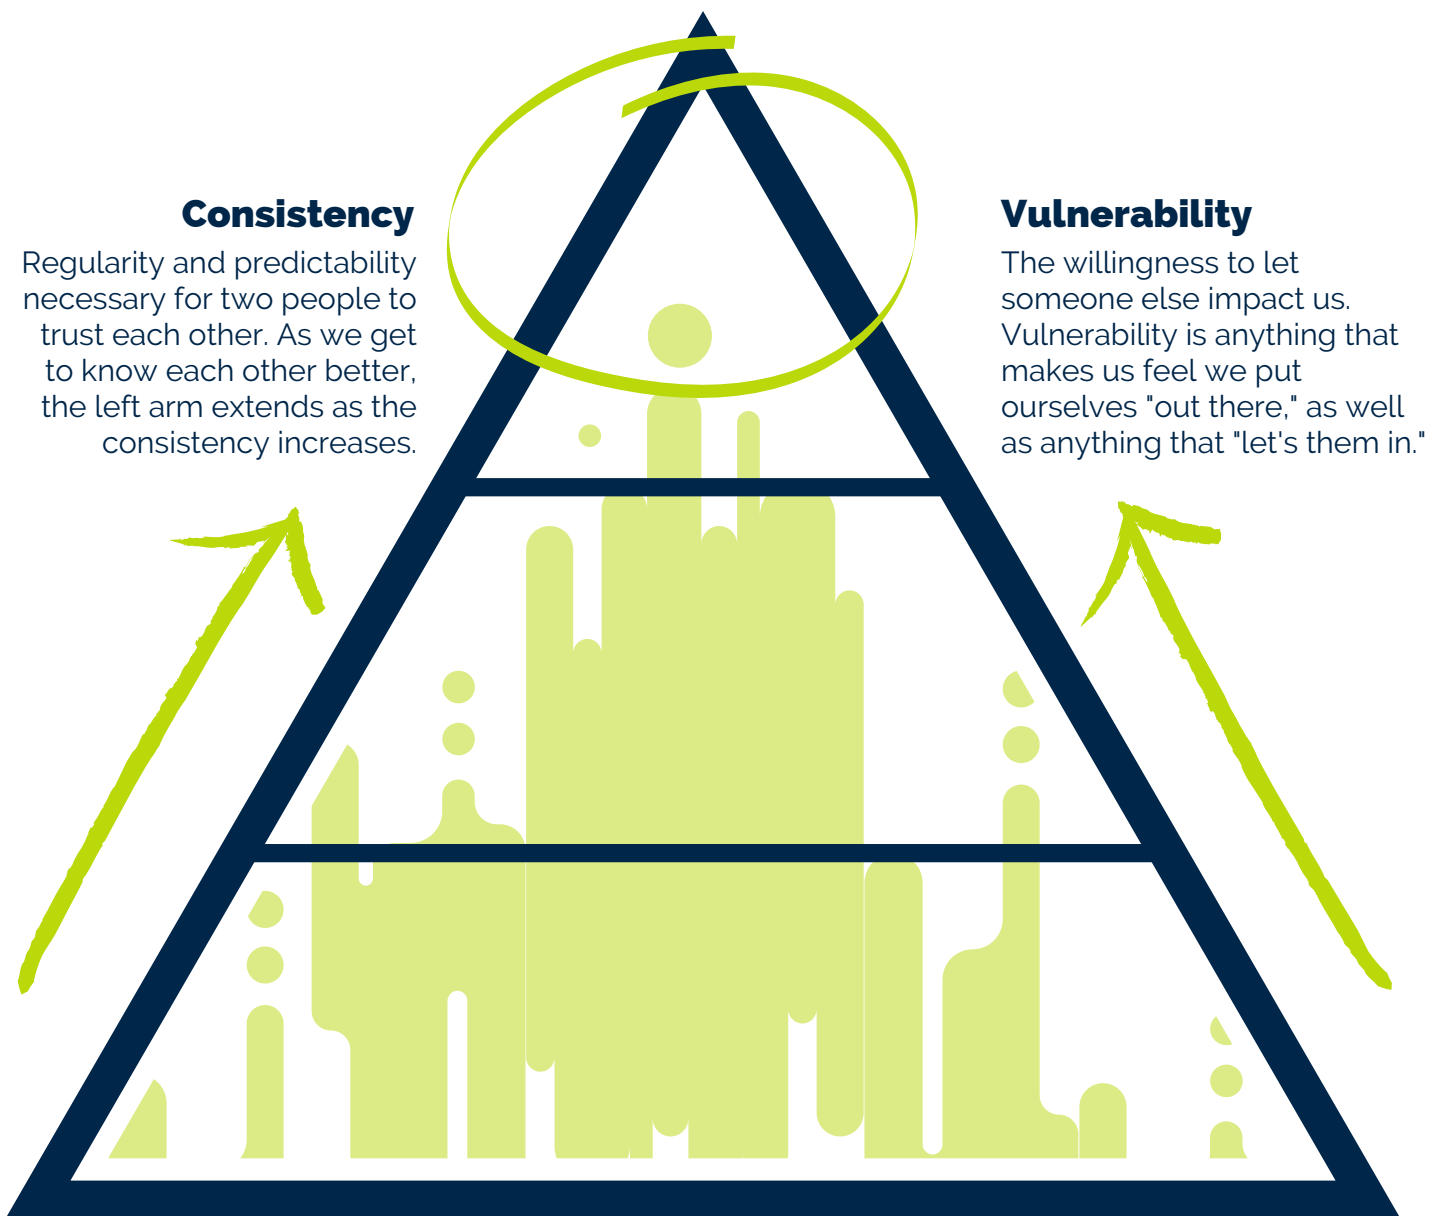 Consistency
Regularity and predictability
necessary for two people to
trust each other. As we get
to know each other better,
the left arm extends as the
consistency increases.
Vulnerability
The willingness to let
someone else impact us.
Vulnerability is anything that
makes us feel we put
ourselves "out there," as well
as anything that "let's them in."